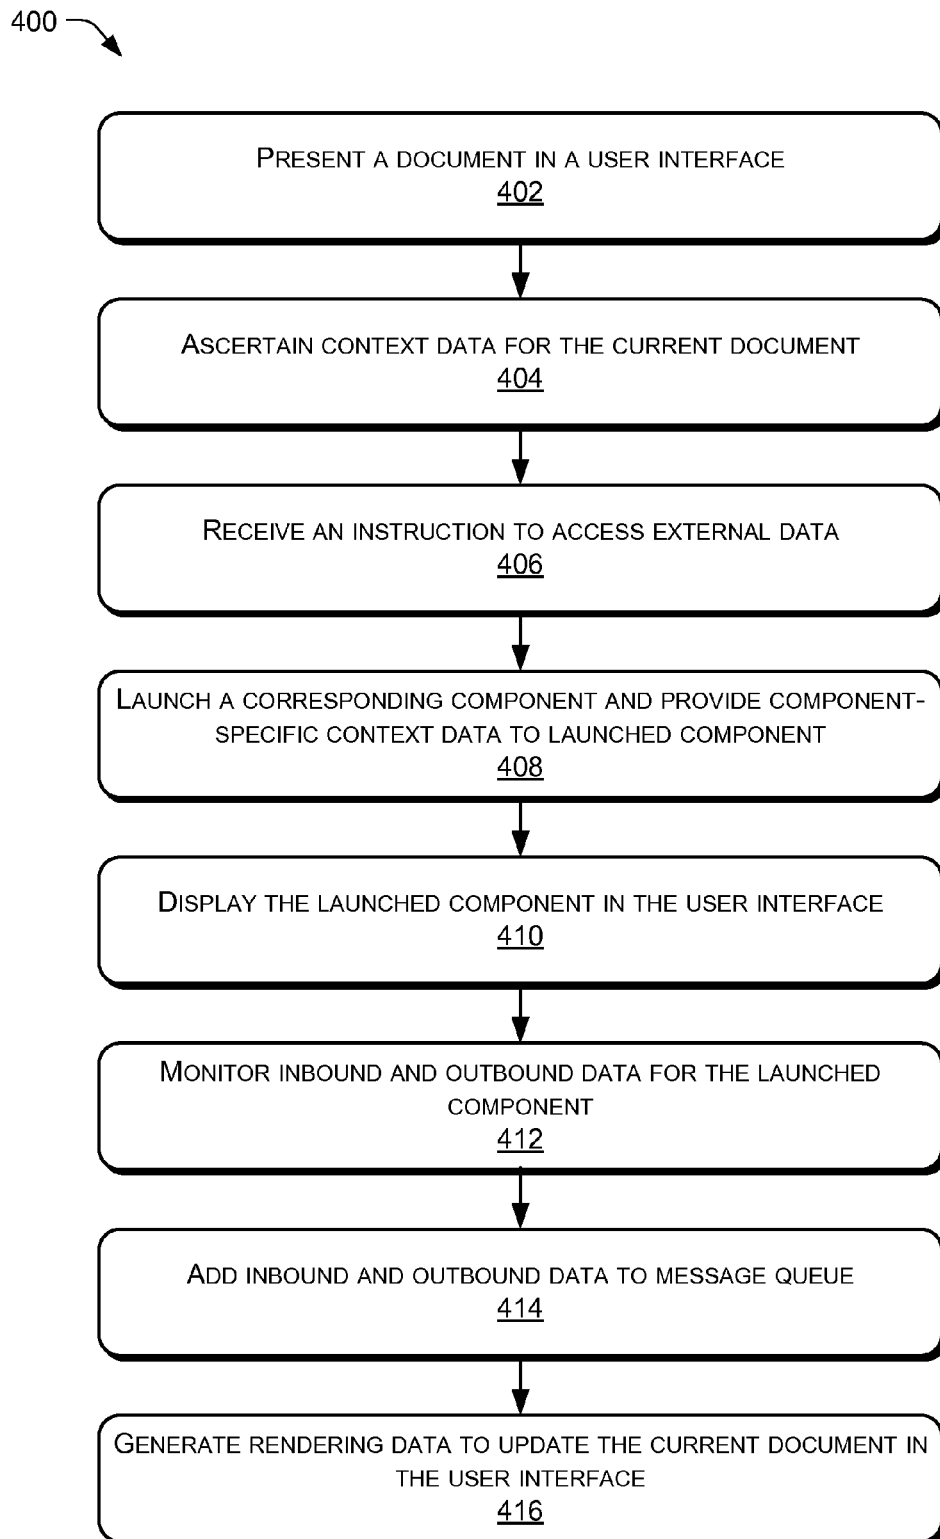 400
PRESENT A DOCUMENT IN A USER INTERFACE
402
ASCERTAIN CONTEXT DATA FOR THE CURRENT DOCUMENT
404
RECEIVE AN INSTRUCTION TO ACCESS EXTERNAL DATA
406
LAUNCH A CORRESPONDING COMPONENT AND PROVIDE COMPONENT-
SPECIFIC CONTEXT DATA TO LAUNCHED COMPONENT
408
DISPLAY THE LAUNCHED COMPONENT IN THE USER INTERFACE
410
MONITOR INBOUND AND OUTBOUND DATA FOR THE LAUNCHED
COMPONENT
412
ADD INBOUND AND OUTBOUND DATA TO MESSAGE QUEUE
414
GENERATE RENDERING DATA TO UPDATE THE CURRENT DOCUMENT IN
THE USER INTERFACE
416